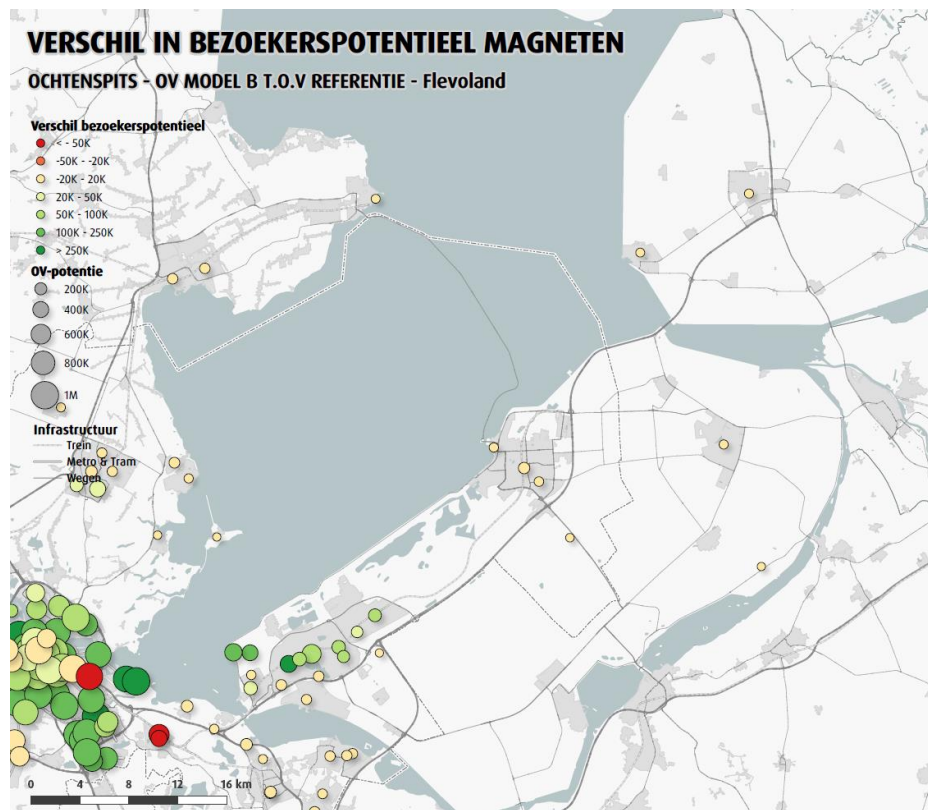 VERSCHIL IN BEZOEKERSPOTENTIEEL MAGNETEN
OCHTENSPITS - OV MODEL B T.O.V REFERENTIE - Flevoland
Verschil bezoekerspotentieel
< - 50K
-50K - -20K
-20K - 20K
20K - 50K
50K - 100K
100K - 250K
> 250K
OV-potentie
200K
400K
600K
800K
1M
Infrastructuur
Trein
Metro & Tram
Wegen
0 4 8 12 16 km